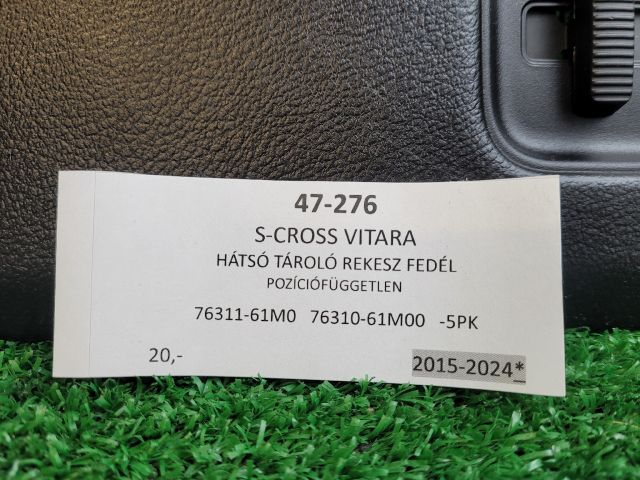 47-276
S-CROSS VITARA
HÁTSÓ TÁROLÓ REKESZ FEDÉL
POZÍCIÓFÜGGETLEN
76311-61M0 76310-61M00 -5PK
20,- 2015-2024*_